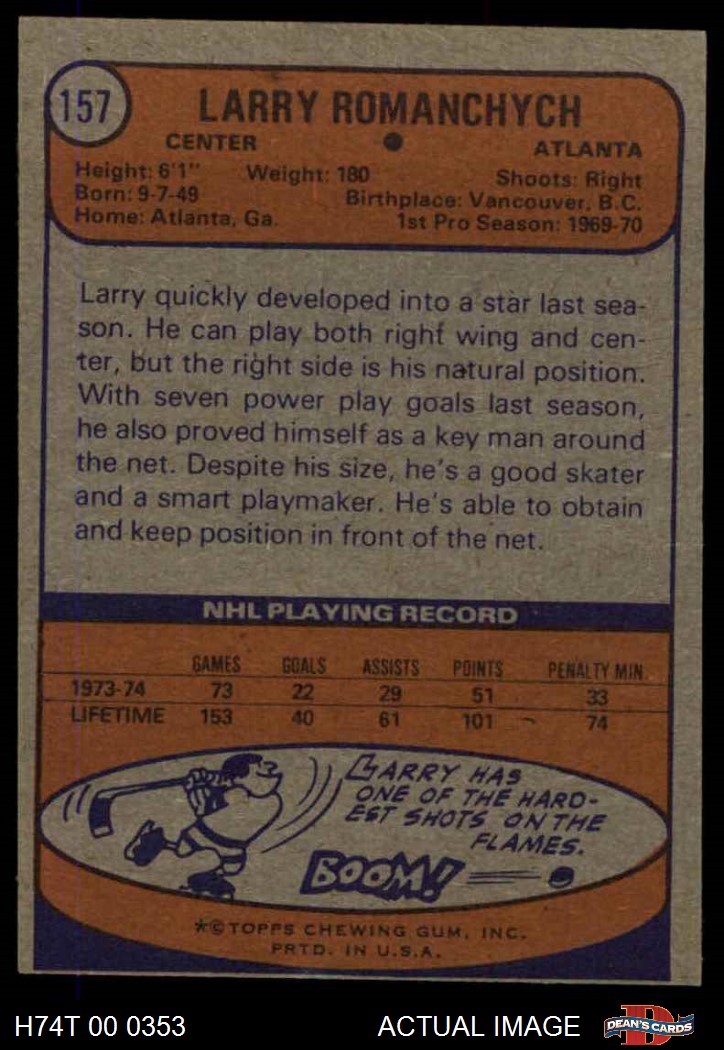 157
LARRY ROMANCHYCH
CENTER ATLANTA
Height: 6'1" Weight: 180 Shoots: Right
Born: 9-7-49 Birthplace: Vancouver, B.C.
Home: Atlanta, Ga. 1st Pro Season: 1969-70
Larry quickly developed into a star last sea-
son. He can play both right wing and cen-
ter, but the right side is his natural position.
With seven power play goals last season,
he also proved himself as a key man around
the net. Despite his size, he's a good skater
and a smart playmaker. He's able to obtain
and keep position in front of the net.
NHL PLAYING RECORD
GAMES GOALS ASSISTS POINTS PENALTY MIN.
1973-74 73 22 29 51 33
LIFETIME 153 40 61 101 74
LARRY HAS
ONE OF THE HARD-
EST SHOTS ON THE
FLAMES.
BOOM!
*©TOPPS CHEWING GUM, INC.
PRTD. IN U.S.A.
H74T 00 0353 ACTUAL IMAGE
D
DEAN'S CARDS